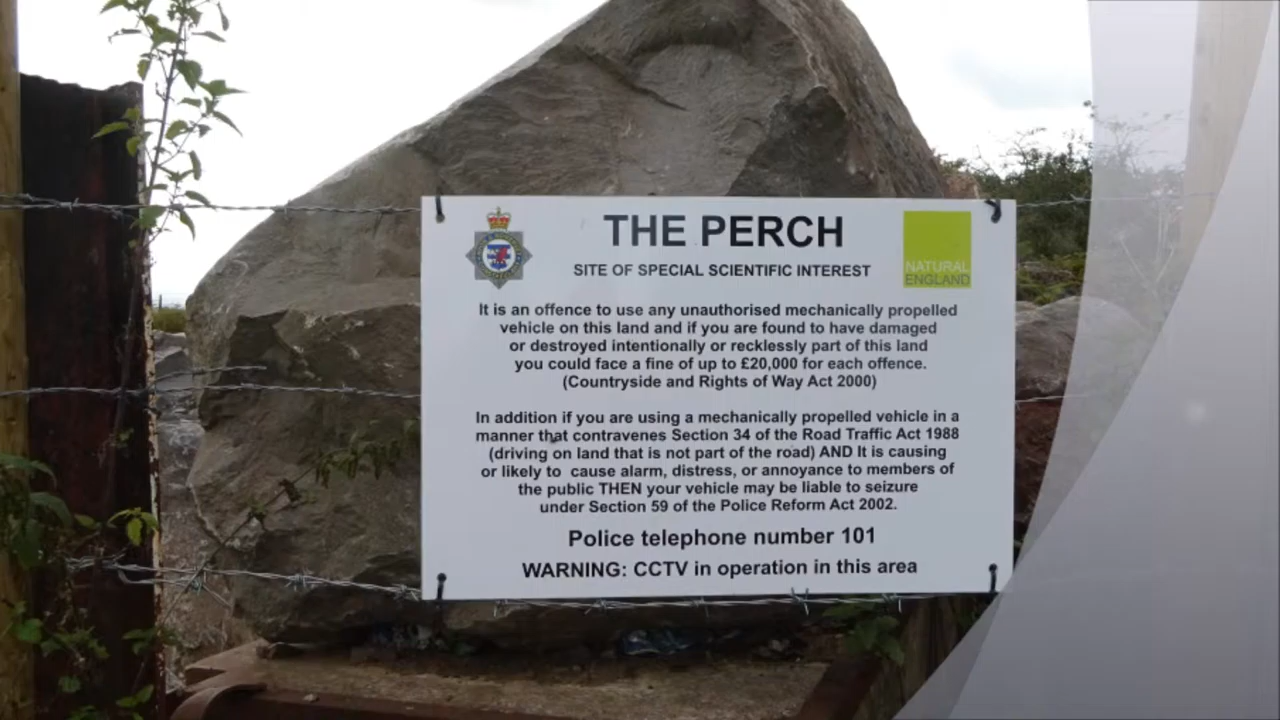 THE PERCH
SITE OF SPECIAL SCIENTIFIC INTEREST
NATURAL
ENGLAND
It is an offence to use any unauthorised mechanically propelled
vehicle on this land and if you are found to have damaged
or destroyed intentionally or recklessly part of this land
you could face a fine of up to £20,000 for each offence.
(Countryside and Rights of Way Act 2000)
In addition if you are using a mechanically propelled vehicle in a
manner that contravenes Section 34 of the Road Traffic Act 1988
(driving on land that is not part of the road) AND It is causing
or likely to cause alarm, distress, or annoyance to members of
the public THEN your vehicle may be liable to seizure
under Section 59 of the Police Reform Act 2002.
Police telephone number 101
WARNING: CCTV in operation in this area